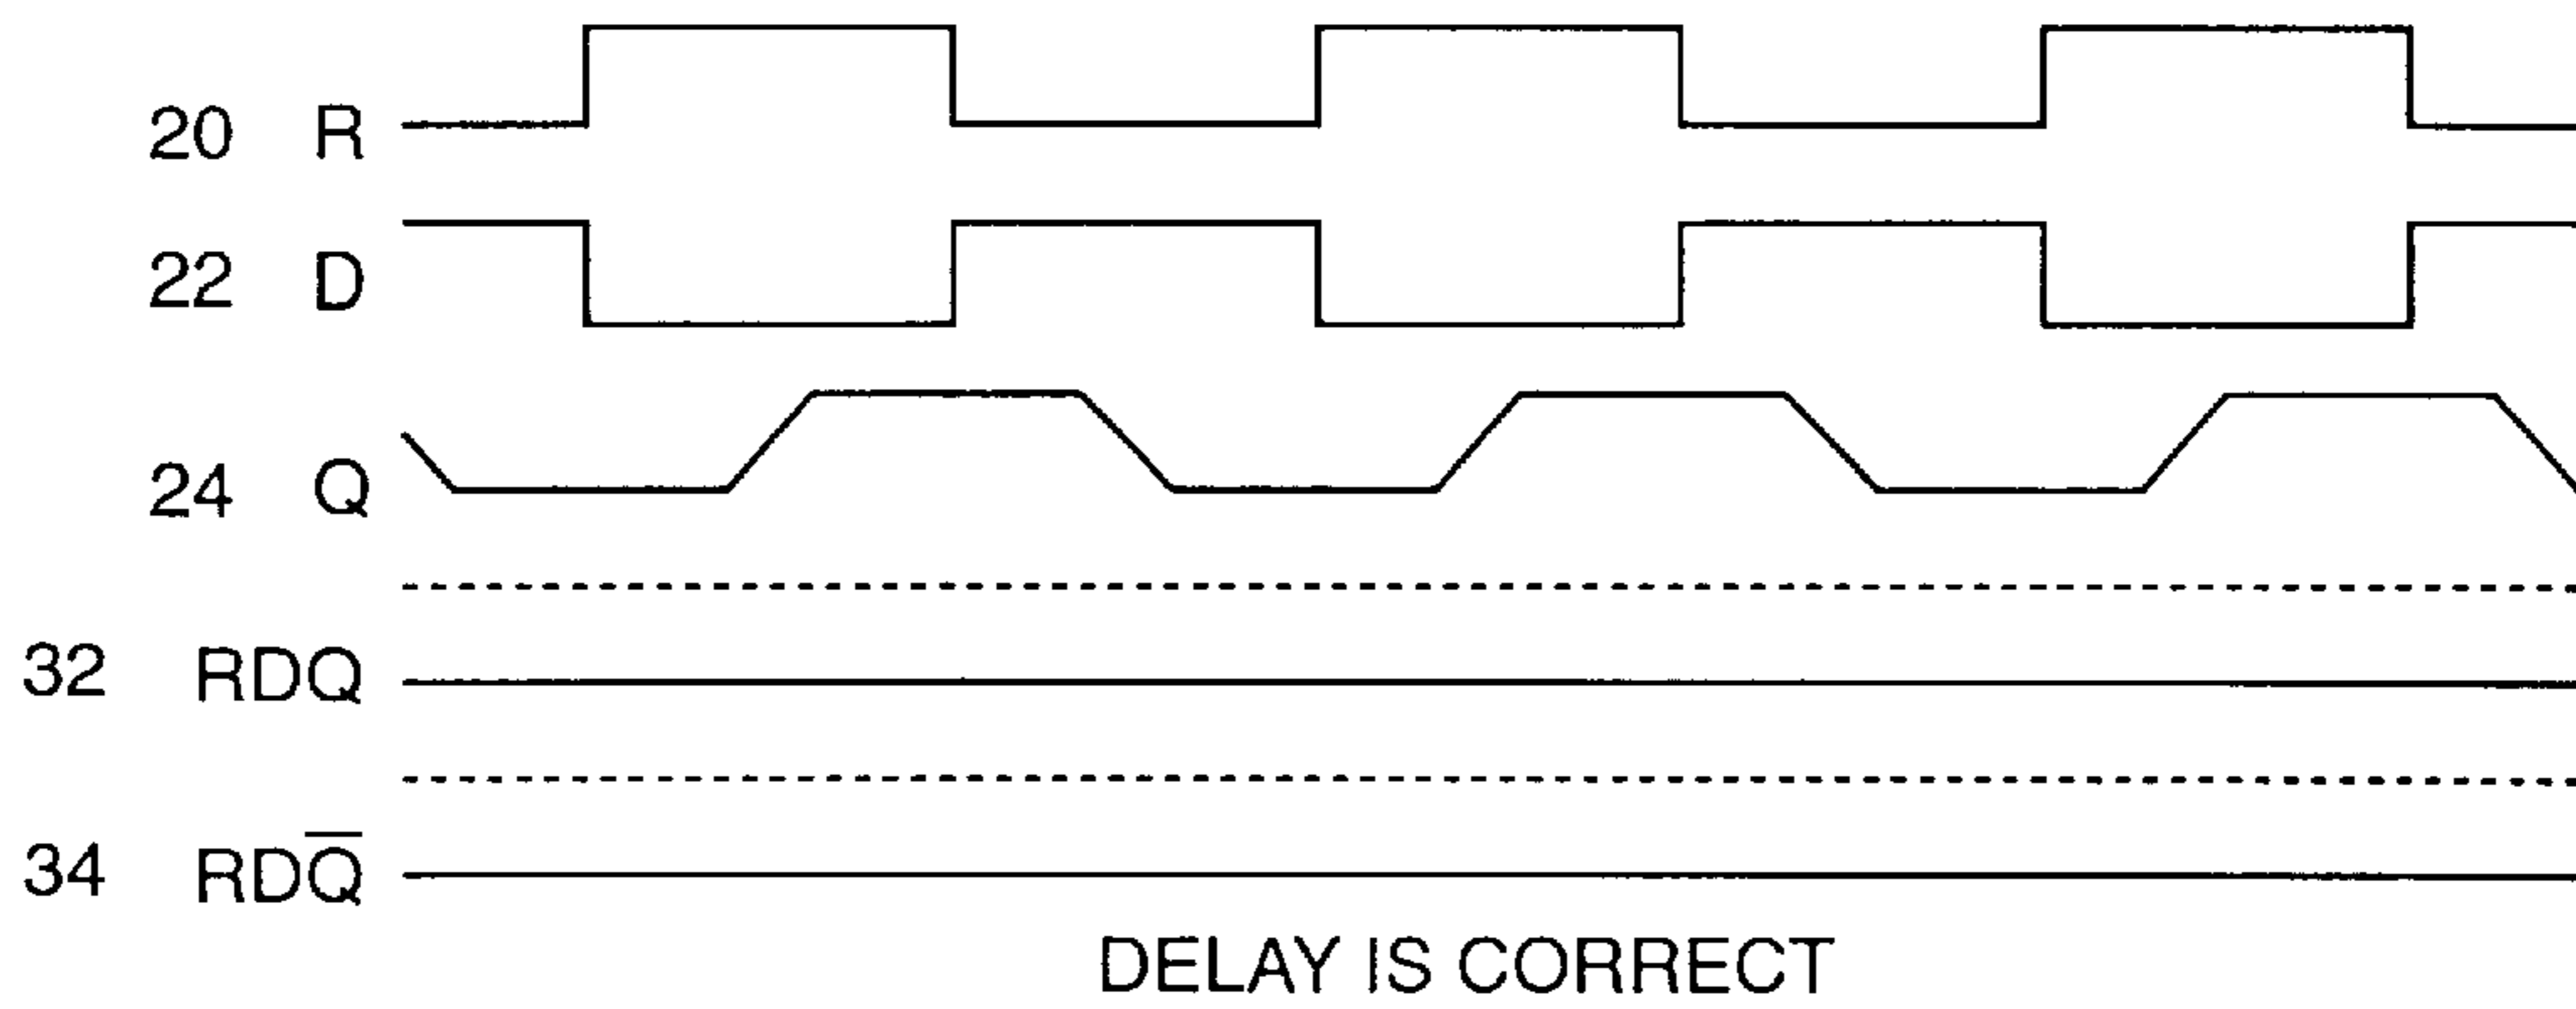 20 R
22 D
24 Q
32 RDQ
34 RDQ̅
DELAY IS CORRECT